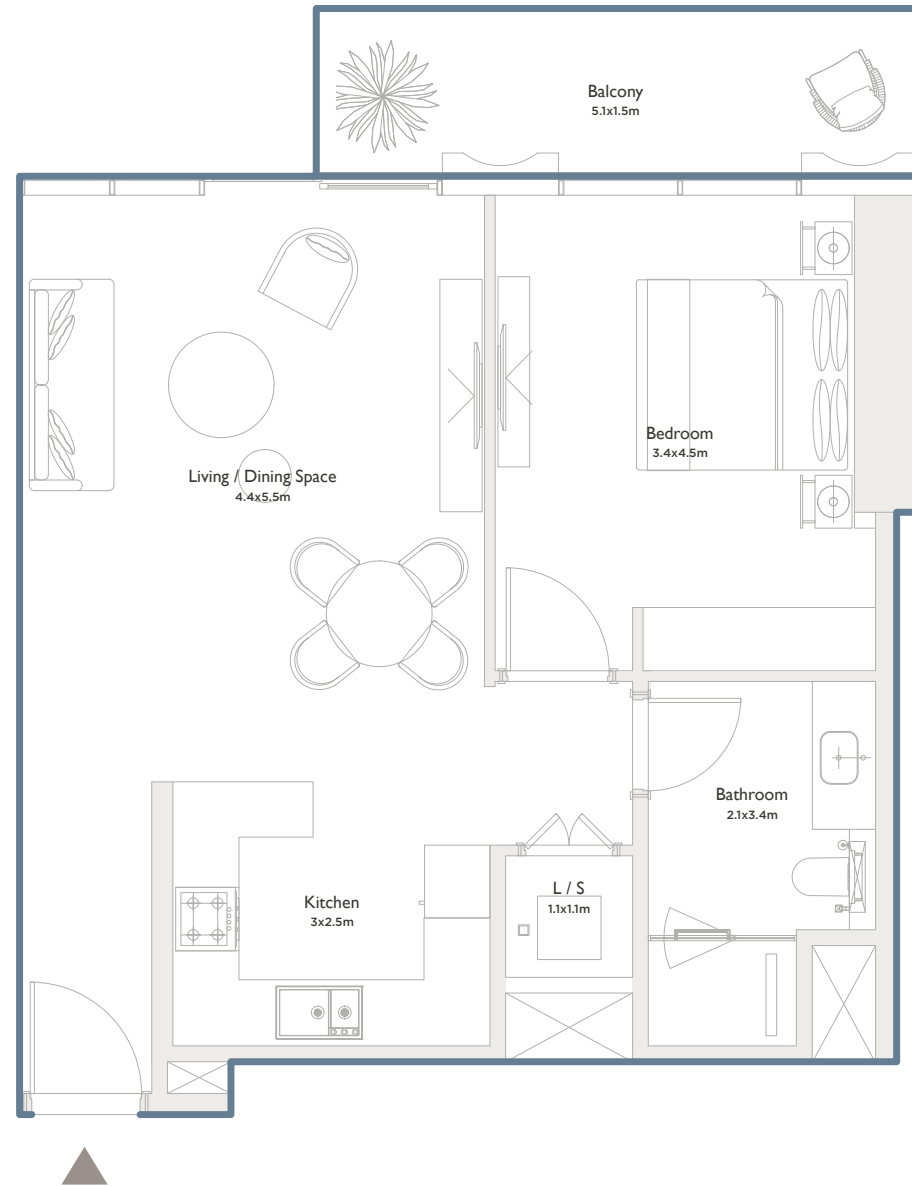 Balcony
5.1x1.5m
Bedroom
3.4x4.5m
Living / Dining Space
4.4x5.5m
Bathroom
2.1x3.4m
L / S
1.1x1.1m
Kitchen
3x2.5m